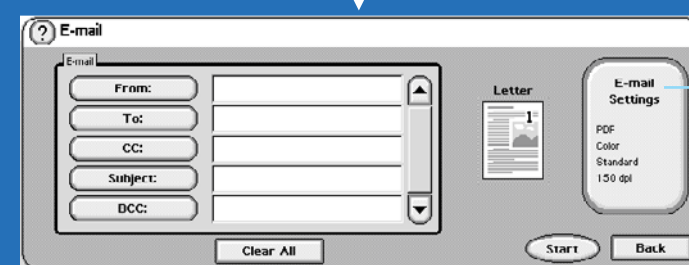 ? E-mail
E-mail
From:
To:
CC:
Subject:
BCC:
Clear All
Letter
1
E-mail
Settings
PDF
Color
Standard
150 dpi
Start
Back